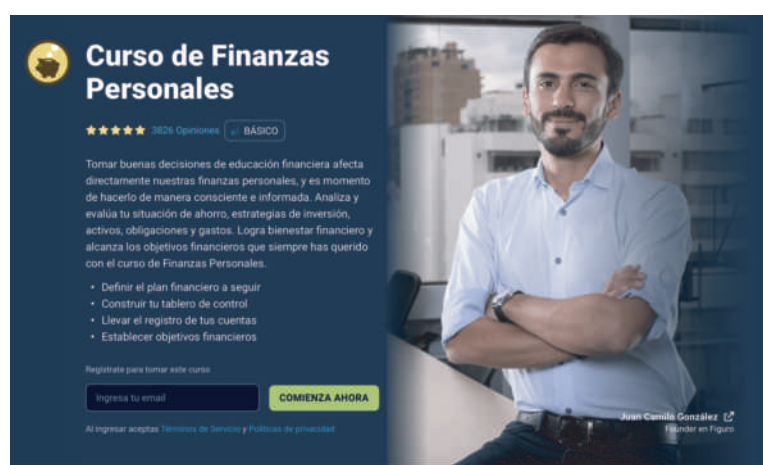 Curso de Finanzas
Personales
3826 Opiniones
BÁSICO
Tomar buenas decisiones de educación financiera afecta
directamente nuestras finanzas personales, y es momento
de hacerlo de manera consciente e informada. Analiza y
evalúa tu situación de ahorro, estrategias de inversión,
activos, obligaciones y gastos. Logra bienestar financiero y
alcanza los objetivos financieros que siempre has querido
con el curso de Finanzas Personales.
• Definir el plan financiero a seguir
• Construir tu tablero de control
• Llevar el registro de tus cuentas
• Establecer objetivos financieros
Regístrate para tomar este curso
Ingresa tu email
COMIENZA AHORA
Al ingresar aceptas Términos de Servicio y Políticas de privacidad
Juan Camilo González
Founder en Figuro